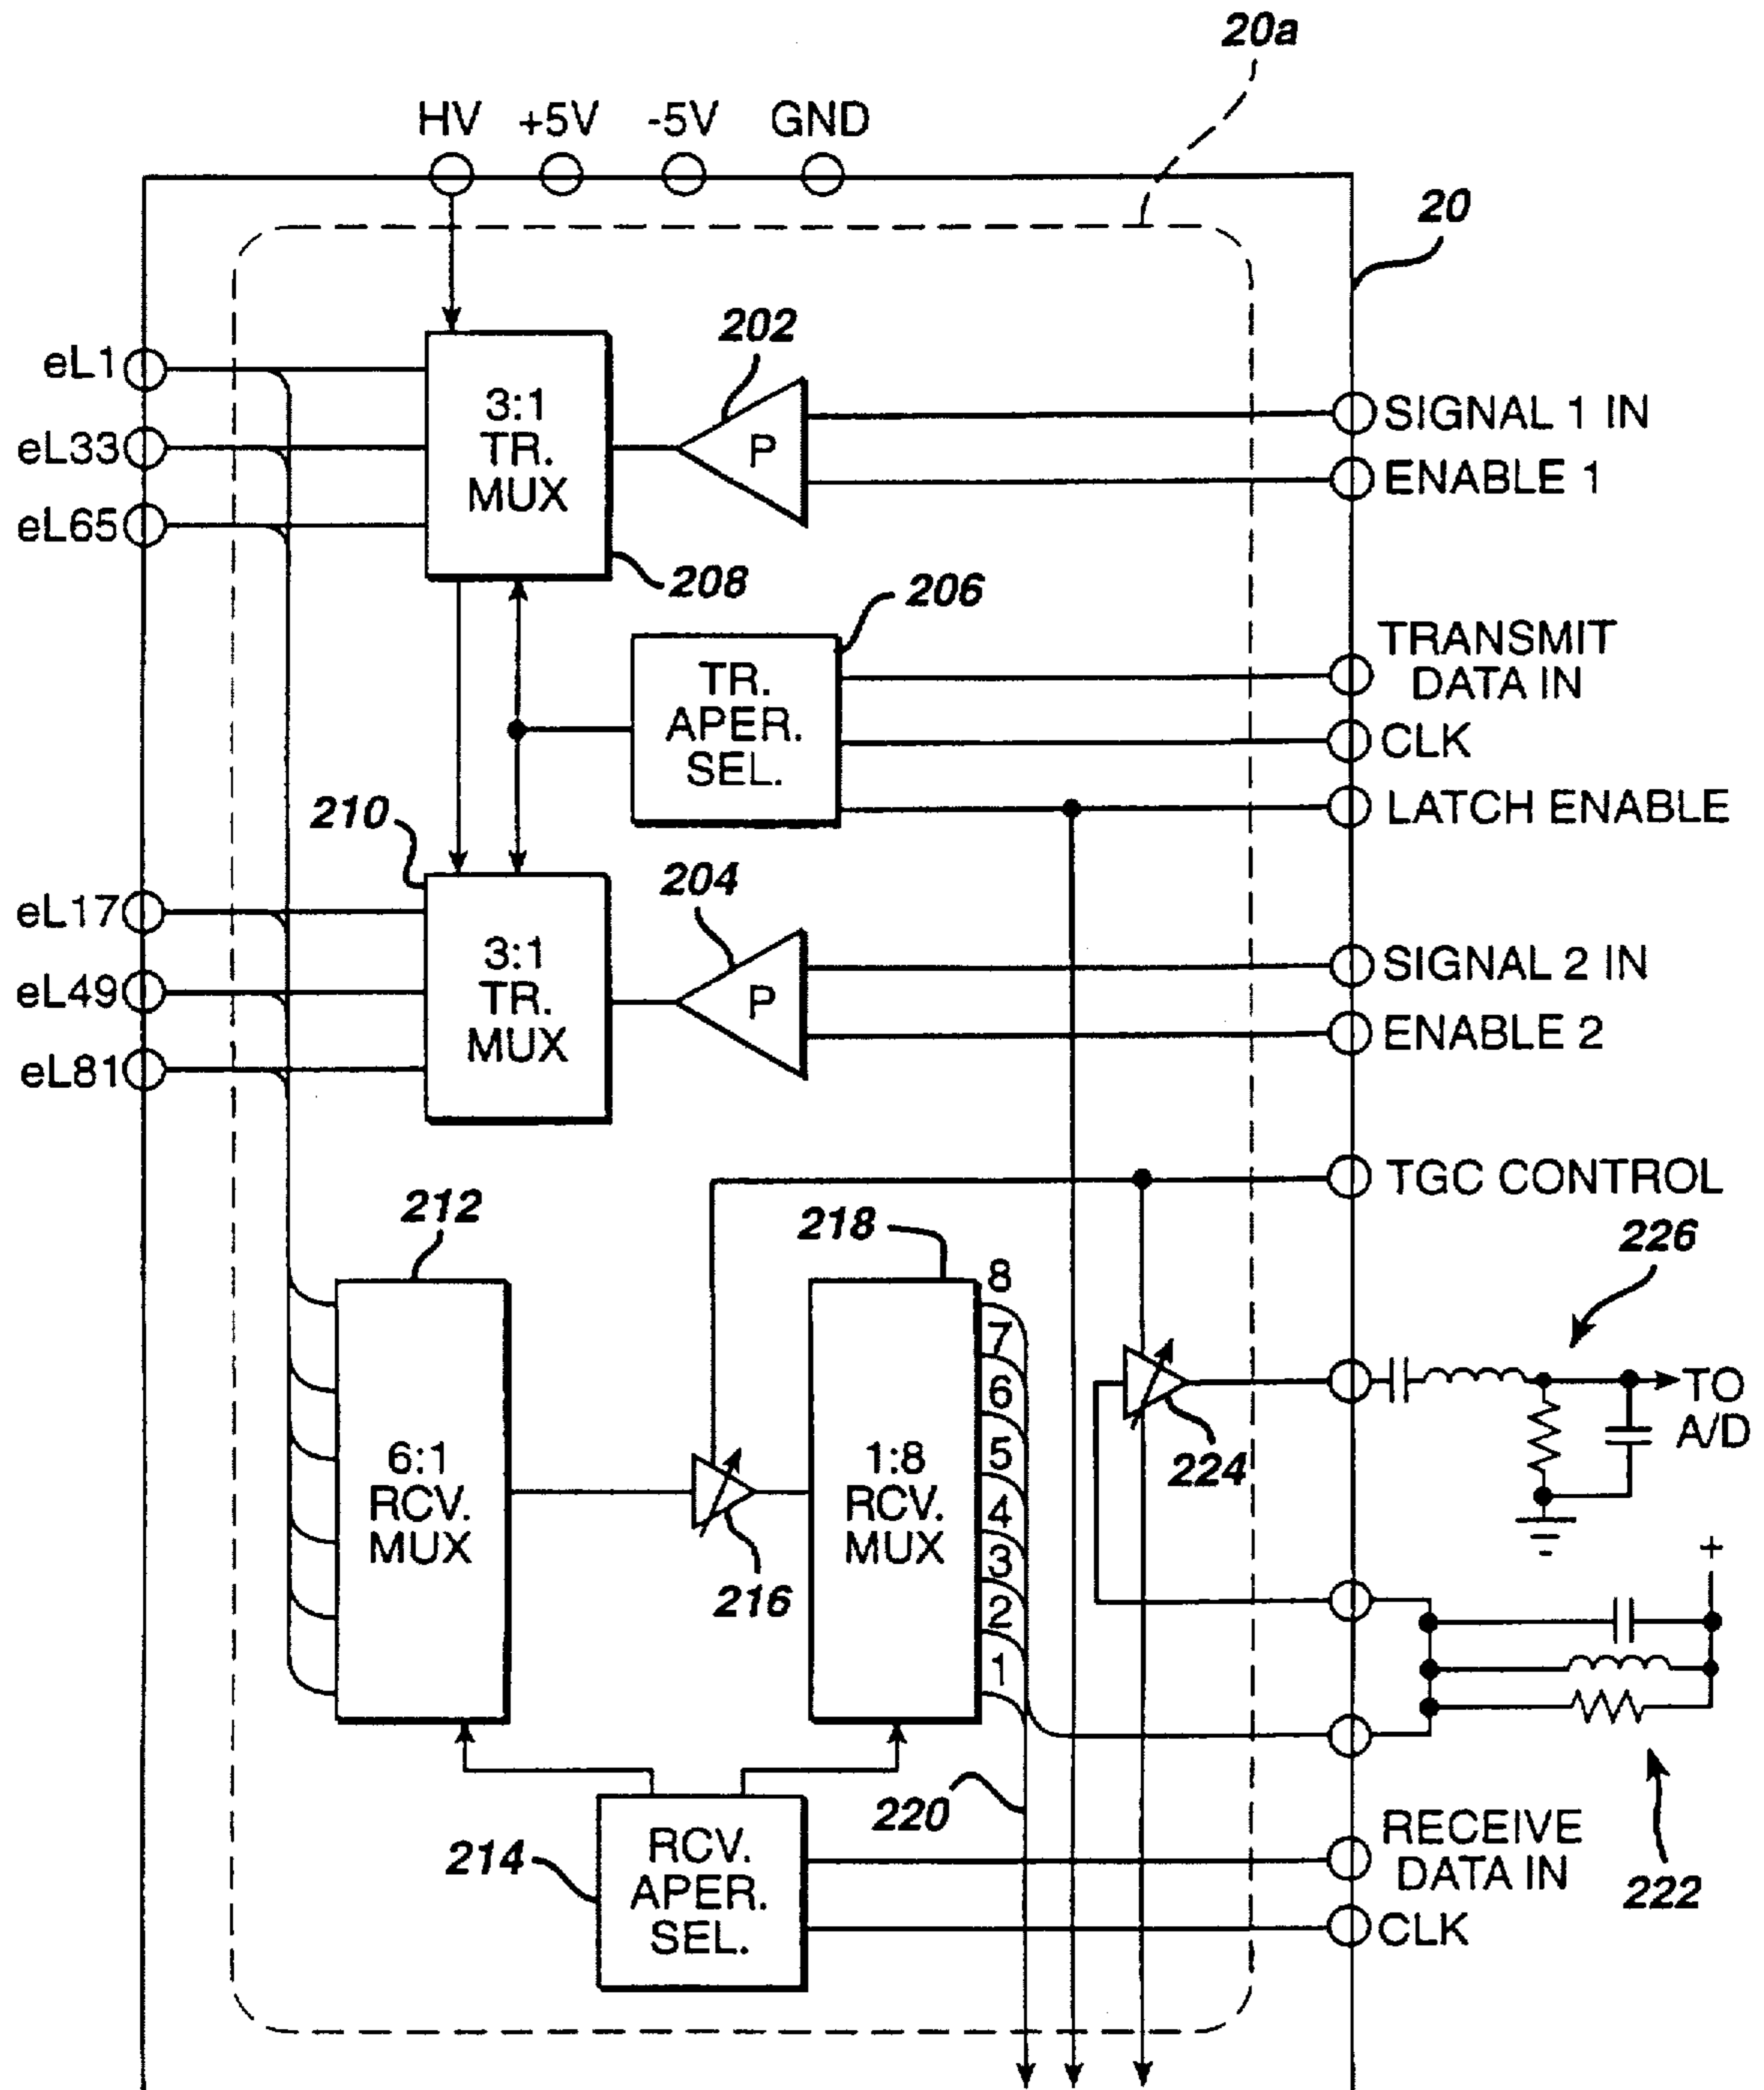 20a
HV +5V -5V GND
20
202
eL1
3:1
TR.
MUX
P
SIGNAL 1 IN
eL33
ENABLE 1
eL65
208
206
TRANSMIT
DATA IN
TR.
APER.
SEL.
CLK
210
LATCH ENABLE
204
eL17
3:1
TR.
MUX
P
SIGNAL 2 IN
eL49
ENABLE 2
eL81
TGC CONTROL
212
218
226
8
7
6
5
4
3
2
1
6:1
RCV.
MUX
1:8
RCV.
MUX
216
224
TO
A/D
+
220
222
214
RCV.
APER.
SEL.
RECEIVE
DATA IN
CLK